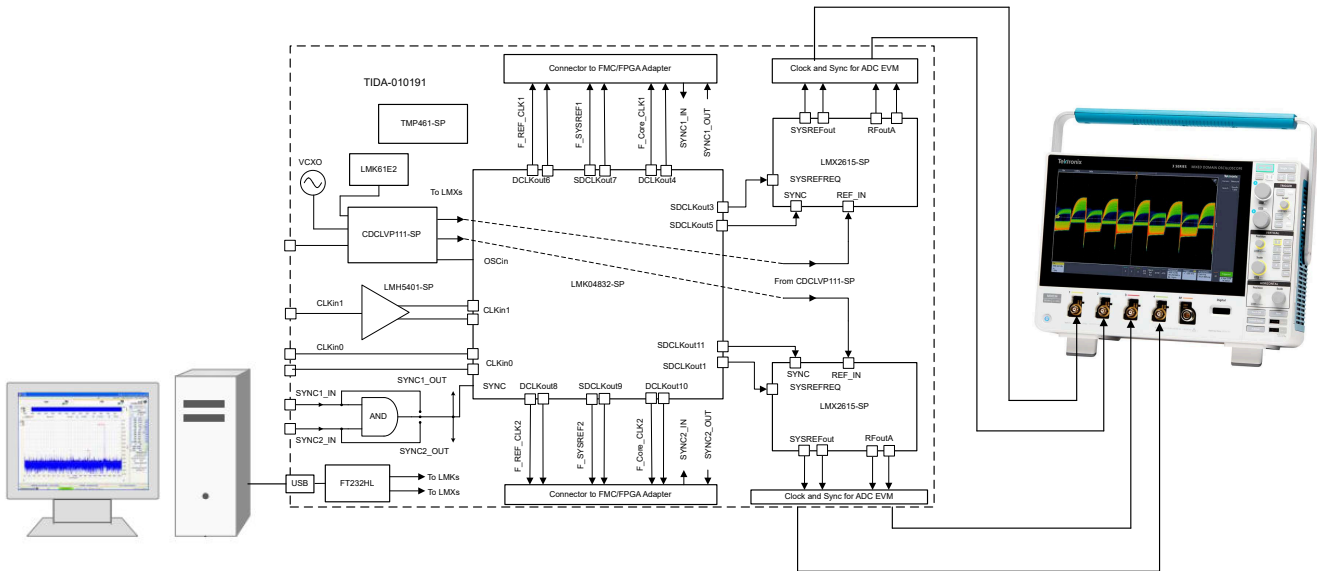 TIDA-010191
Connector to FMC/FPGA Adapter
Clock and Sync for ADC EVM
TMP461-SP
F_REF_CLK1
F_SYSREF1
F_Core_CLK1
SYNC1_IN
SYNC1_OUT
SYSREFout
RFoutA
LMX2615-SP
SYSREFREQ
SYNC
REF_IN
VCXO
LMK61E2
To LMXs
CDCLVP111-SP
DCLKout6
SDCLKout7
DCLKout4
SDCLKout3
SDCLKout5
OSCin
LMK04832-SP
From CDCLVP111-SP
LMH5401-SP
CLKin1
CLKin1
CLKin0
CLKin0
SDCLKout11
SDCLKout1
SYNC
REF_IN
SYSREFREQ
LMX2615-SP
SYNC1_OUT
SYNC
SYNC1_IN
AND
SYNC2_IN
SYNC2_OUT
DCLKout8
SDCLKout9
DCLKout10
F_REF_CLK2
F_SYSREF2
F_Core_CLK2
SYNC2_IN
SYNC2_OUT
SYSREFout
RFoutA
USB
FT232HL
To LMKs
To LMXs
Connector to FMC/FPGA Adapter
Clock and Sync for ADC EVM
Tektronix